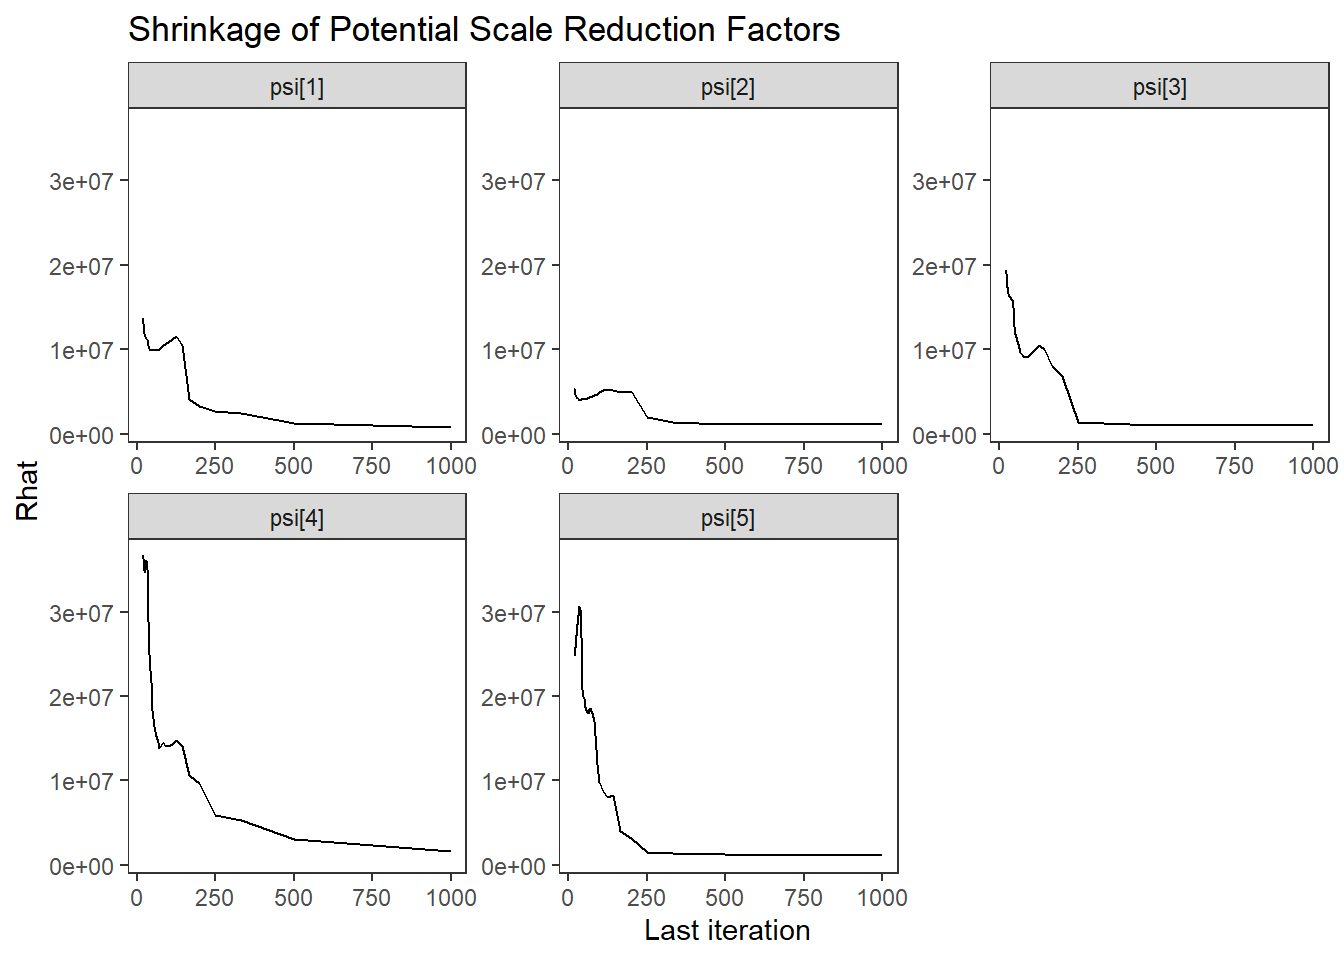 Shrinkage of Potential Scale Reduction Factors
psi[1] psi[2] psi[3]
3e+07 3e+07 3e+07
2e+07 2e+07 2e+07
1e+07 1e+07 1e+07
0e+00 0e+00 0e+00
0 250 500 750 1000 0 250 500 750 1000 0 250 500 750 1000
Rhat
psi[4] psi[5]
3e+07 3e+07
2e+07 2e+07
1e+07 1e+07
0e+00 0e+00
0 250 500 750 1000 0 250 500 750 1000
Last iteration